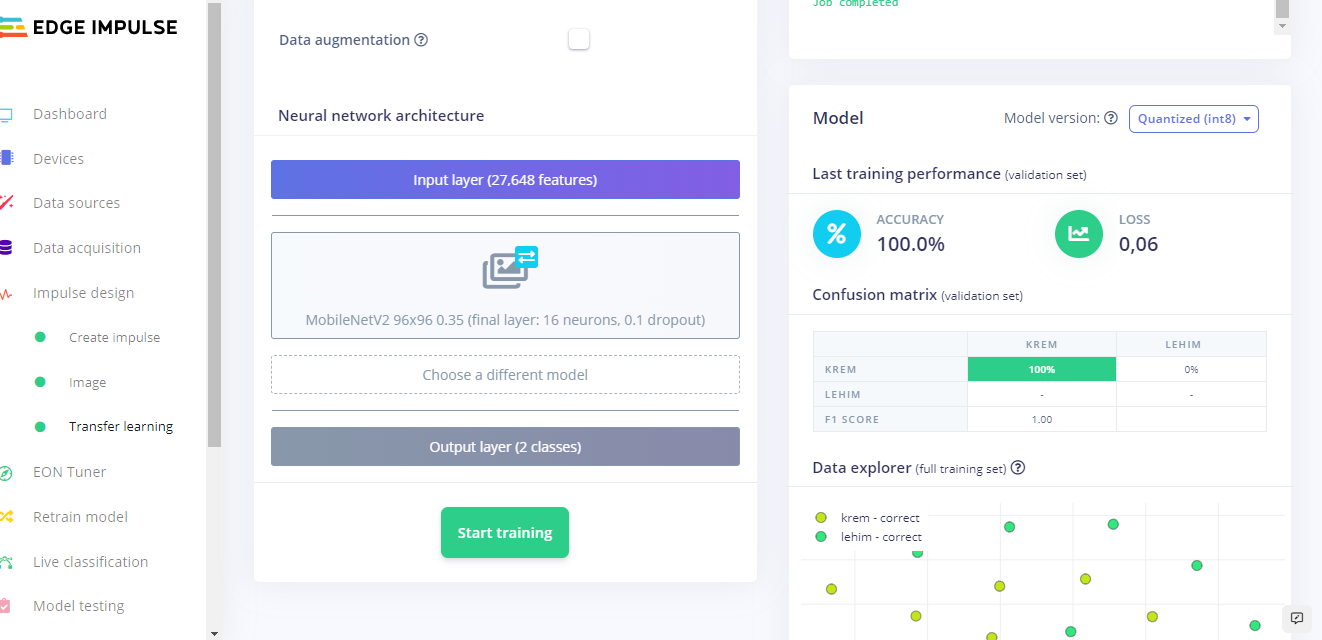 EDGE IMPULSE
Dashboard
Devices
Data sources
Data acquisition
Impulse design
Create impulse
Image
Transfer learning
EON Tuner
Retrain model
Live classification
Model testing
Data augmentation
Neural network architecture
Input layer (27,648 features)
MobileNetV2 96x96 0.35 (final layer: 16 neurons, 0.1 dropout)
Choose a different model
Output layer (2 classes)
Start training
Job completed
Model
Model version: Quantized (int8)
Last training performance (validation set)
% ACCURACY
100.0%
LOSS
0,06
Confusion matrix (validation set)
KREM LEHIM
KREM 100% 0%
LEHIM - -
F1 SCORE 1.00
Data explorer (full training set)
krem - correct
lehim - correct